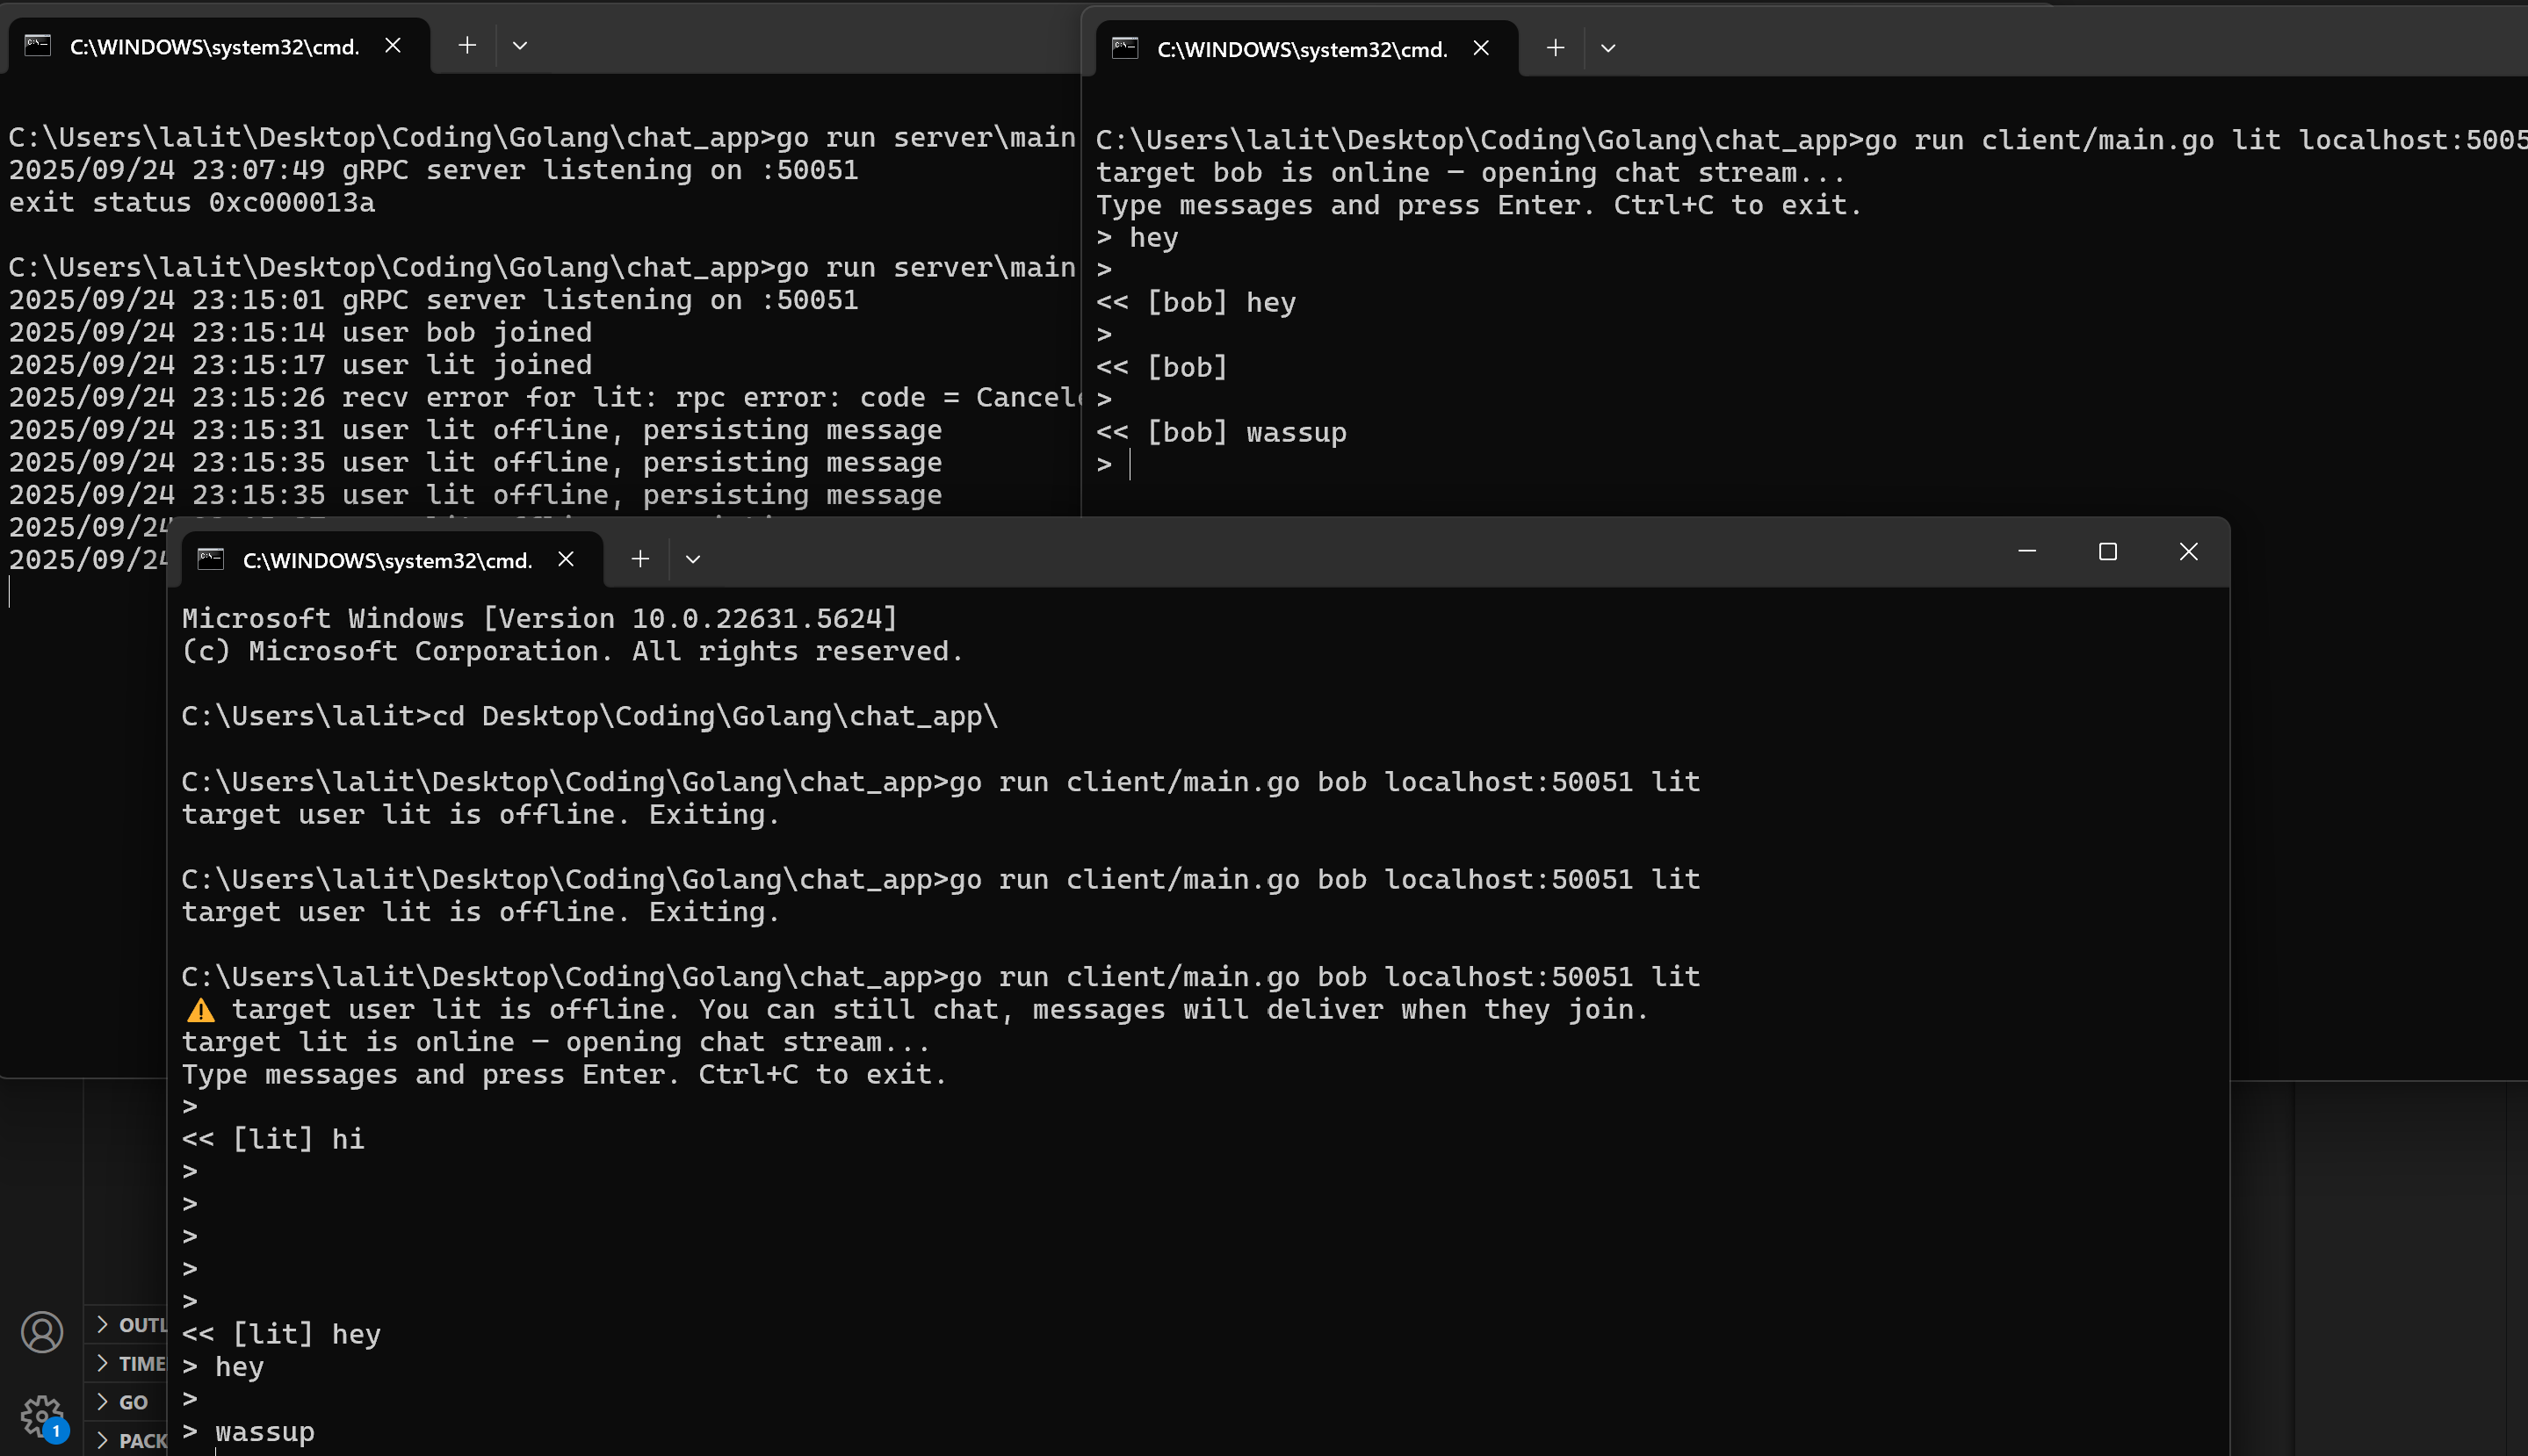 C:\WINDOWS\system32\cmd.
C:\Users\lalit\Desktop\Coding\Golang\chat_app>go run server\main
2025/09/24 23:07:49 gRPC server listening on :50051
exit status 0xc000013a
C:\Users\lalit\Desktop\Coding\Golang\chat_app>go run server\main
2025/09/24 23:15:01 gRPC server listening on :50051
2025/09/24 23:15:14 user bob joined
2025/09/24 23:15:17 user lit joined
2025/09/24 23:15:26 recv error for lit: rpc error: code = Cancel
2025/09/24 23:15:31 user lit offline, persisting message
2025/09/24 23:15:35 user lit offline, persisting message
2025/09/24 23:15:35 user lit offline, persisting message
2025/09/24
2025/09/24
C:\WINDOWS\system32\cmd.
C:\Users\lalit\Desktop\Coding\Golang\chat_app>go run client/main.go lit localhost:5005
target bob is online — opening chat stream...
Type messages and press Enter. Ctrl+C to exit.
> hey
>
<< [bob] hey
>
<< [bob]
>
<< [bob] wassup
>
C:\WINDOWS\system32\cmd.
Microsoft Windows [Version 10.0.22631.5624]
(c) Microsoft Corporation. All rights reserved.
C:\Users\lalit>cd Desktop\Coding\Golang\chat_app\
C:\Users\lalit\Desktop\Coding\Golang\chat_app>go run client/main.go bob localhost:50051 lit
target user lit is offline. Exiting.
C:\Users\lalit\Desktop\Coding\Golang\chat_app>go run client/main.go bob localhost:50051 lit
target user lit is offline. Exiting.
C:\Users\lalit\Desktop\Coding\Golang\chat_app>go run client/main.go bob localhost:50051 lit
⚠️ target user lit is offline. You can still chat, messages will deliver when they join.
target lit is online — opening chat stream...
Type messages and press Enter. Ctrl+C to exit.
>
<< [lit] hi
>
>
>
>
>
<< [lit] hey
> hey
>
> wassup
OUTL
TIME
GO
PACK
1